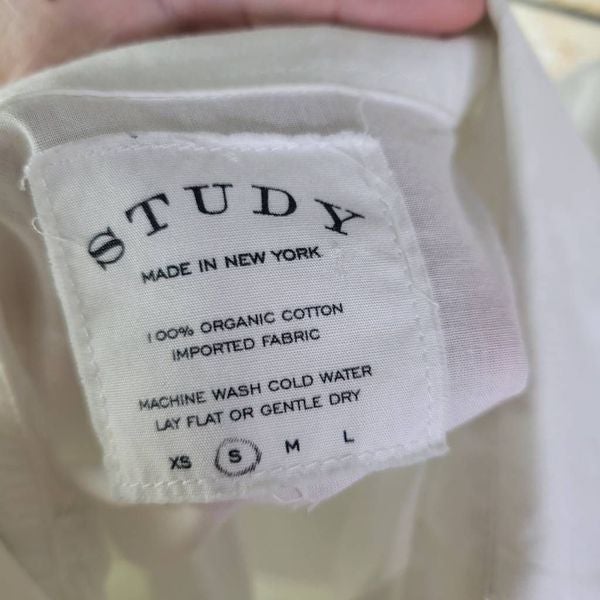 STUDY
MADE IN NEW YORK
100% ORGANIC COTTON
IMPORTED FABRIC
MACHINE WASH COLD WATER
LAY FLAT OR GENTLE DRY
XS S M L